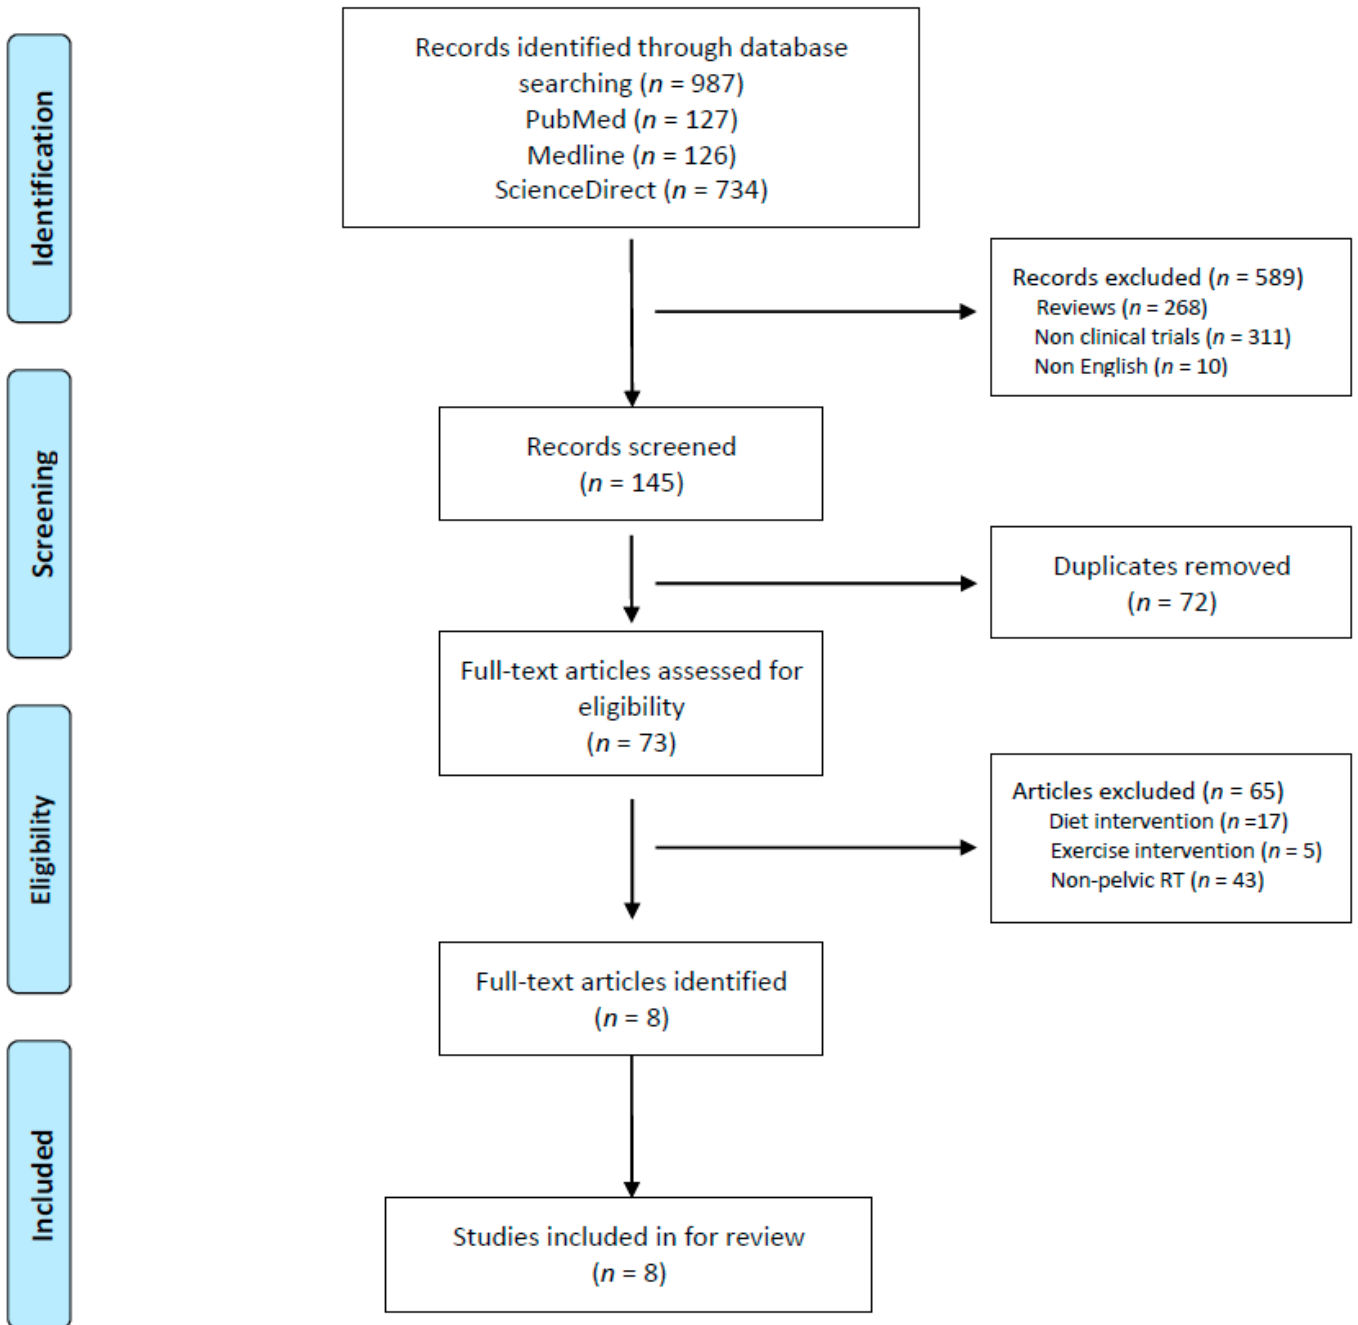 Identification
Records identified through database
searching (n = 987)
PubMed (n = 127)
Medline (n = 126)
ScienceDirect (n = 734)
Records excluded (n = 589)
Reviews (n = 268)
Non clinical trials (n = 311)
Non English (n = 10)
Screening
Records screened
(n = 145)
Duplicates removed
(n = 72)
Full-text articles assessed for
eligibility
(n = 73)
Eligibility
Articles excluded (n = 65)
Diet intervention (n =17)
Exercise intervention (n = 5)
Non-pelvic RT (n = 43)
Full-text articles identified
(n = 8)
Included
Studies included in for review
(n = 8)